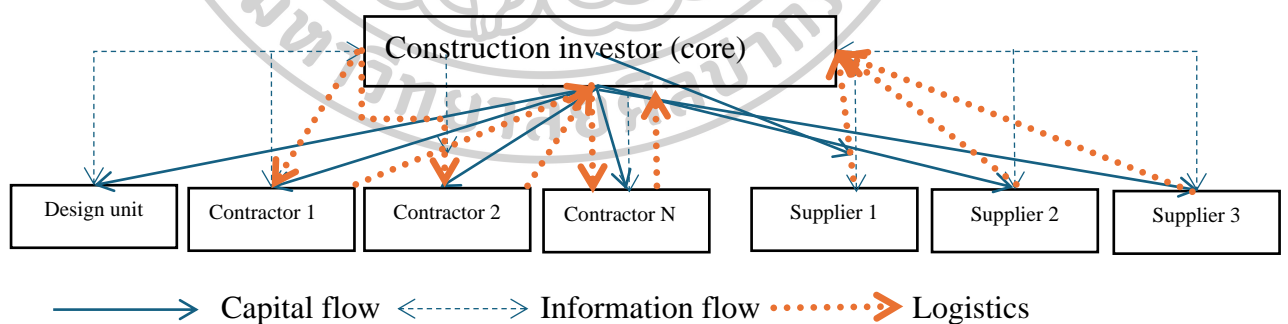 Construction investor (core)
Design unit
Contractor 1
Contractor 2
Contractor N
Supplier 1
Supplier 2
Supplier 3
Capital flow
Information flow
Logistics